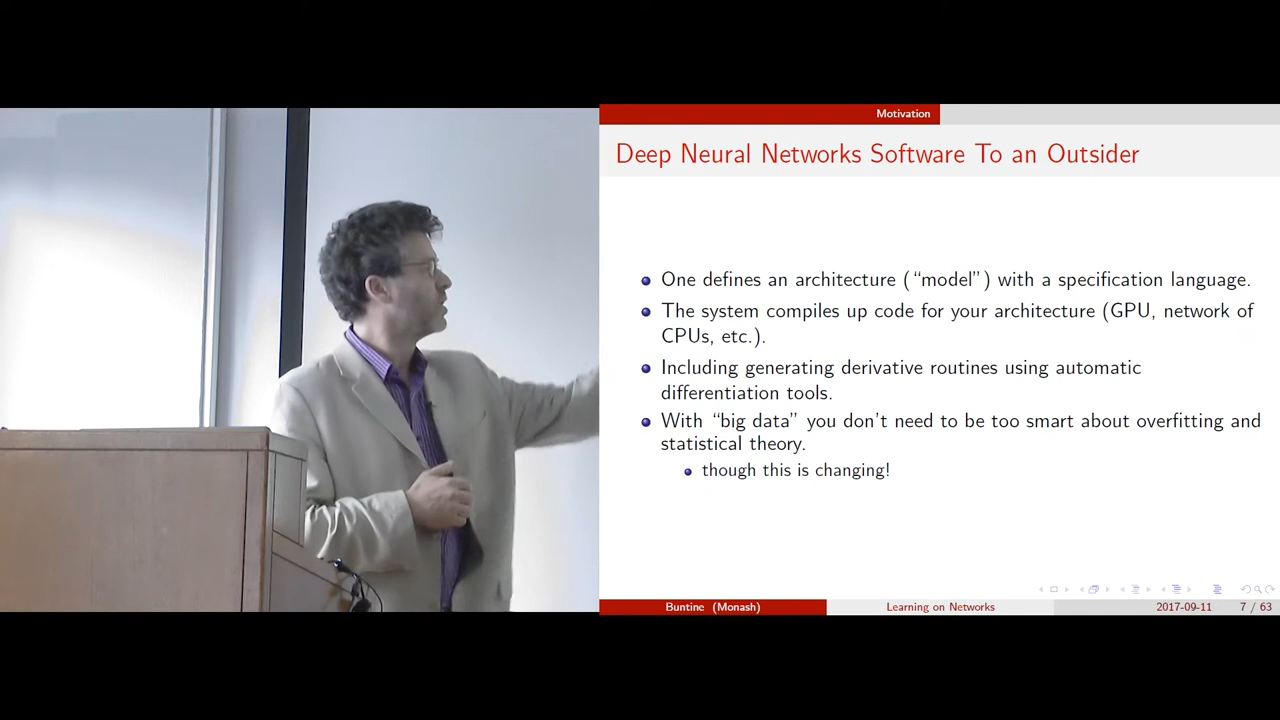 Motivation
Deep Neural Networks Software To an Outsider
One defines an architecture (“model”) with a specification language.
The system compiles up code for your architecture (GPU, network of
CPUs, etc.).
Including generating derivative routines using automatic
differentiation tools.
With “big data” you don’t need to be too smart about overfitting and
statistical theory.
though this is changing!
Buntine (Monash) Learning on Networks 2017-09-11 7 / 63